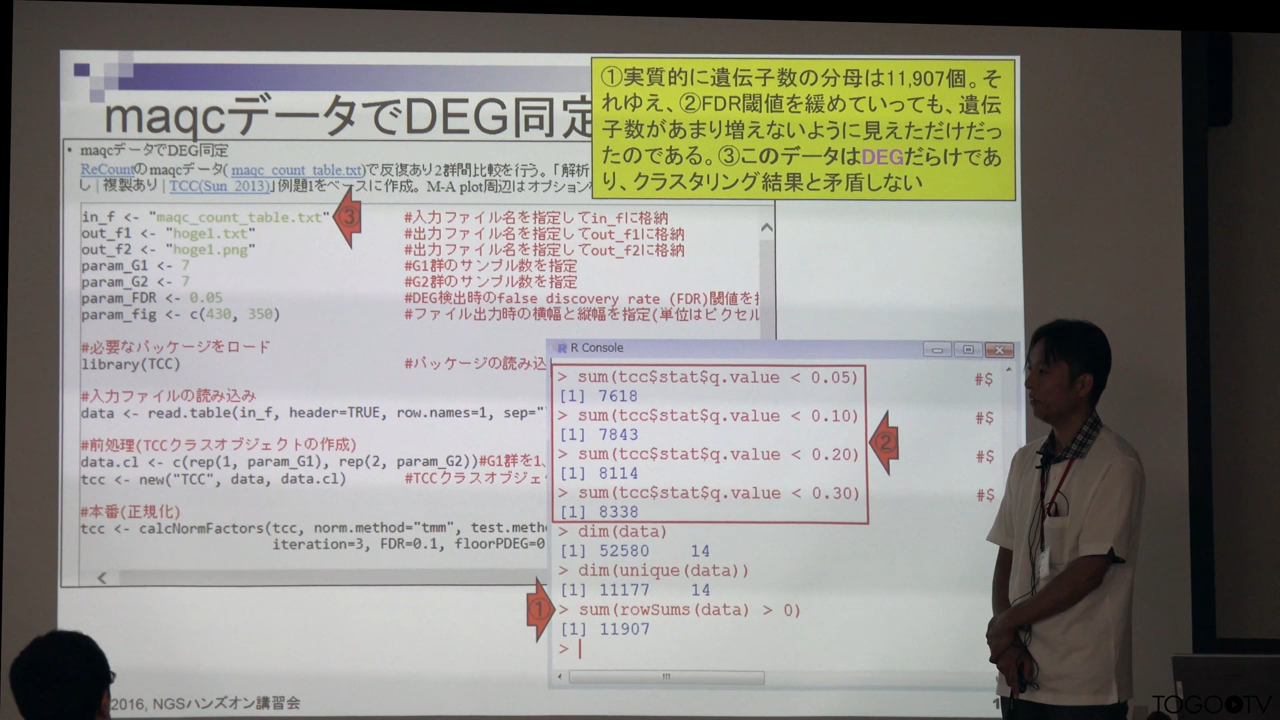 ①実質的に遺伝子数の分母は11,907個。そ
れゆえ、②FDR閾値を緩めていっても、遺伝
子数があまり増えないように見えただけだっ
たのである。③このデータはDEGだらけであ
り、クラスタリング結果と矛盾しない
maqcデータでDEG同定
• maqcデータでDEG同定
ReCountのmaqcデータ( maqc_count_table.txt)で反復あり2群間比較を行う。「解析
し | 複製あり | TCC(Sun_2013)」例題1をベースに作成。M-A plot周辺はオプション
in_f <- "maqc_count_table.txt" ③ #入力ファイル名を指定してin_fに格納
out_f1 <- "hoge1.txt" #出力ファイル名を指定してout_f1に格納
out_f2 <- "hoge1.png" #出力ファイル名を指定してout_f2に格納
param_G1 <- 7 #G1群のサンプル数を指定
param_G2 <- 7 #G2群のサンプル数を指定
param_FDR <- 0.05 #DEG検出時のfalse discovery rate (FDR)閾値を
param_fig <- c(430, 350) #ファイル出力時の横幅と縦幅を指定(単位はピクセル
#必要なパッケージをロード
library(TCC) #パッケージの読み込
#入力ファイルの読み込み
data <- read.table(in_f, header=TRUE, row.names=1, sep="
#前処理(TCCクラスオブジェクトの作成)
data.cl <- c(rep(1, param_G1), rep(2, param_G2))#G1群を1、
tcc <- new("TCC", data, data.cl) #TCCクラスオブジェ
#本番(正規化)
tcc <- calcNormFactors(tcc, norm.method="tmm", test.meth
iteration=3, FDR=0.1, floorPDEG=0
R Console
> sum(tcc$stat$q.value < 0.05) #$
[1] 7618
> sum(tcc$stat$q.value < 0.10) #$
[1] 7843
②
> sum(tcc$stat$q.value < 0.20) #$
[1] 8114
> sum(tcc$stat$q.value < 0.30) #$
[1] 8338
> dim(data)
[1] 52580 14
> dim(unique(data))
[1] 11177 14
① > sum(rowSums(data) > 0)
[1] 11907
>
2016, NGSハンズオン講習会
TOGOTV